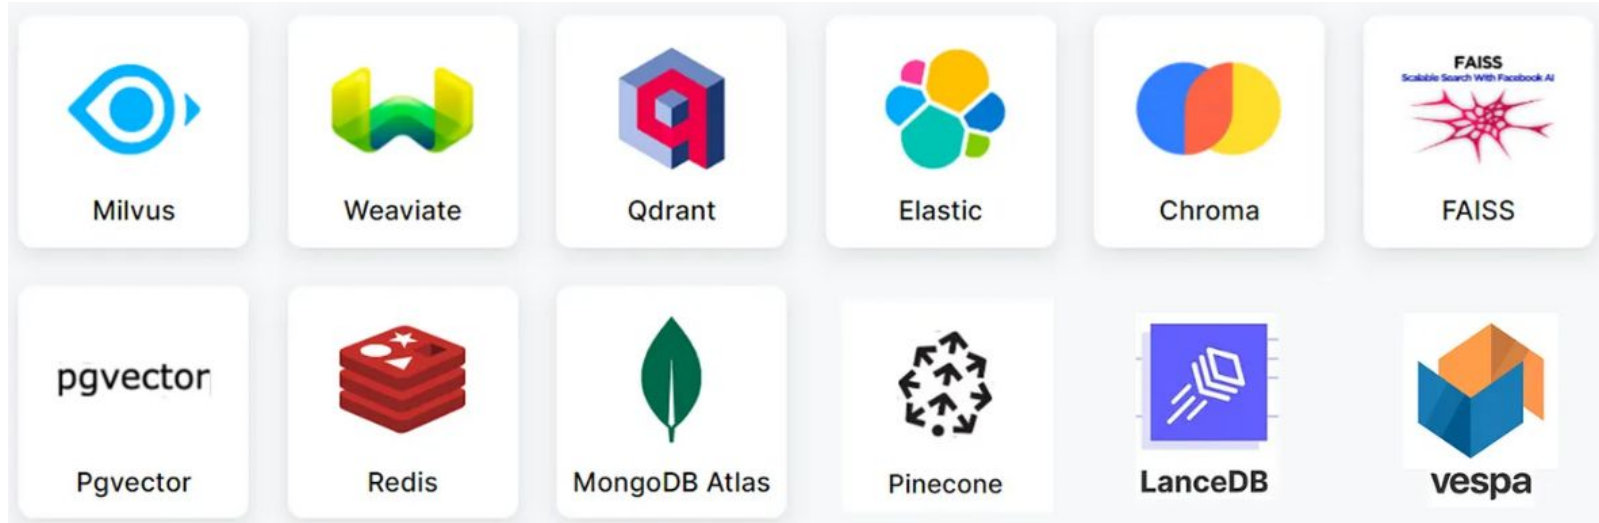 FAISS
Scalable Search With Facebook AI
Milvus
Weaviate
Qdrant
Elastic
Chroma
FAISS
pgvector
Pgvector
Redis
MongoDB Atlas
Pinecone
LanceDB
vespa